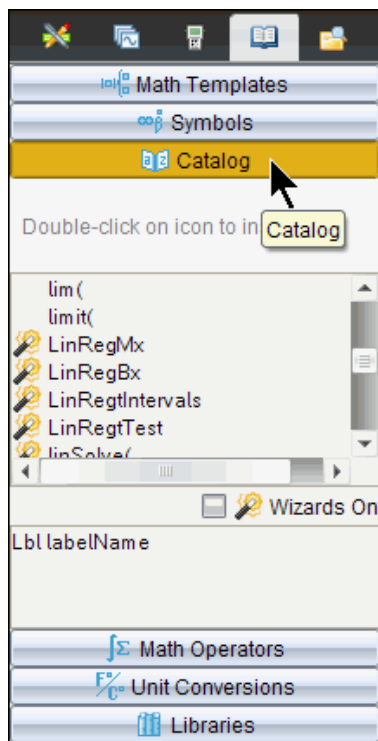 Math Templates
Symbols
Catalog
Double-click on icon to in
Catalog
lim(
limit(
LinRegMx
LinRegBx
LinRegtIntervals
LinRegtTest
linSolve(
Wizards On
Lbl labelName
Math Operators
Unit Conversions
Libraries